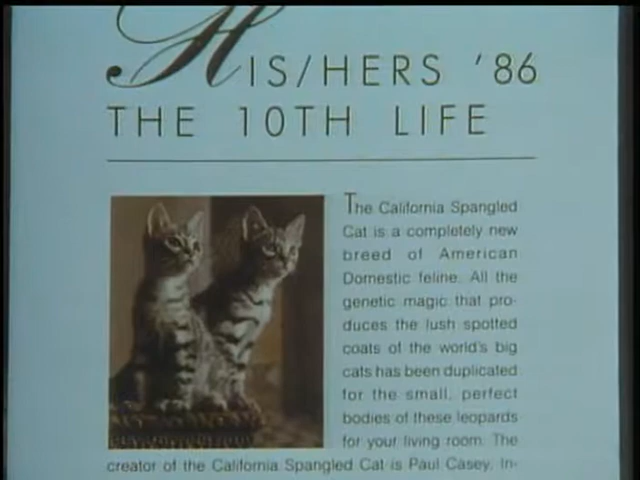 His/Hers '86
The 10th Life
The California Spangled
Cat is a completely new
breed of American
Domestic feline. All the
genetic magic that pro-
duces the lush spotted
coats of the world's big
cats has been duplicated
for the small, perfect
bodies of these leopards
for your living room. The
creator of the California Spangled Cat is Paul Casey. In-